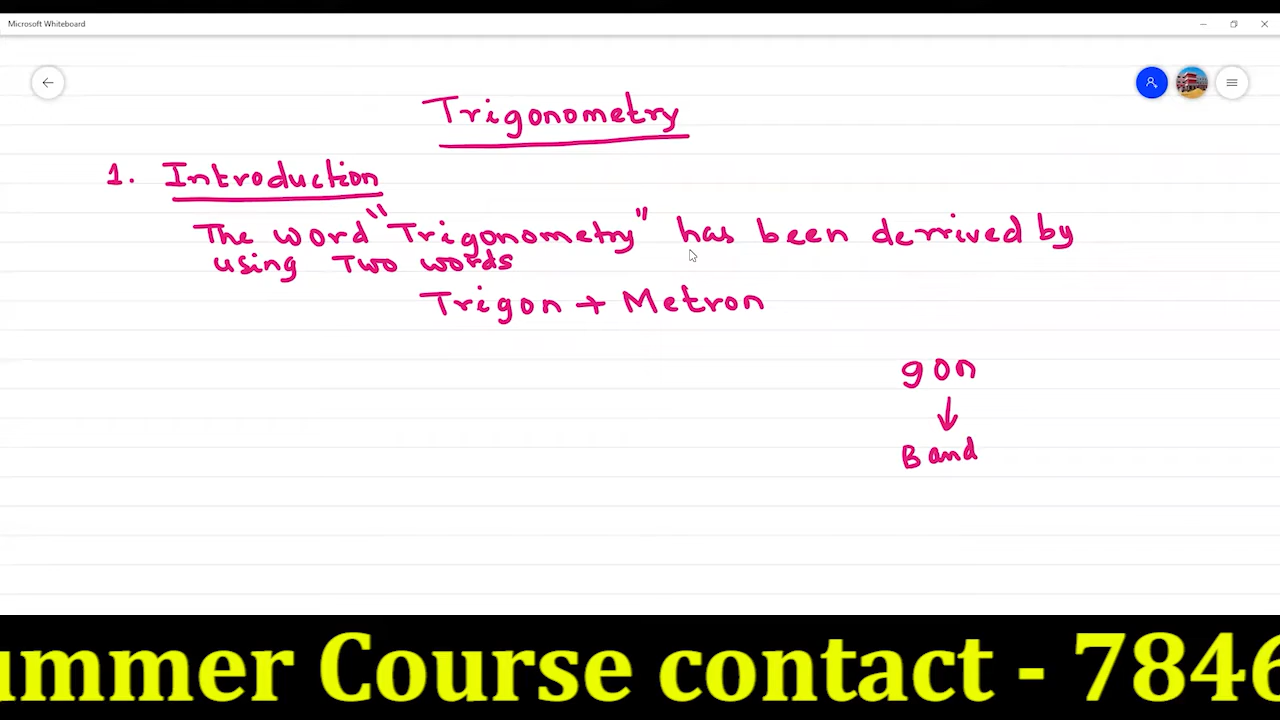 Microsoft Whiteboard
Trigonometry
1. Introduction
The word "Trigonometry" has been derrived by
using Two words
Trigon + Metron
gon
↓
Band
ummer Course contact - 7846